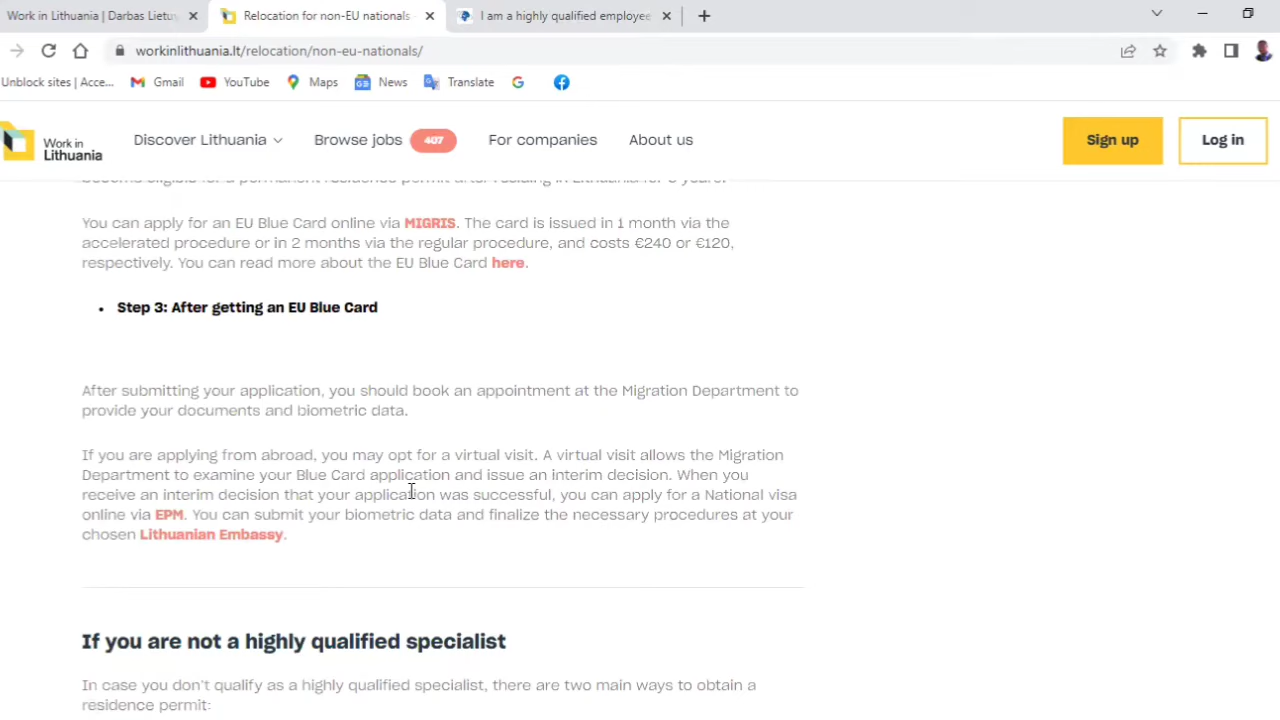 Work in Lithuania | Darbas Lietuv
Relocation for non-EU nationals
I am a highly qualified employee
workinlithuania.lt/relocation/non-eu-nationals/
Unblock sites | Acce...
Gmail
YouTube
Maps
News
Translate
Work in
Lithuania
Discover Lithuania
Browse jobs
407
For companies
About us
Sign up
Log in
You can apply for an EU Blue Card online via MIGRIS. The card is issued in 1 month via the
accelerated procedure or in 2 months via the regular procedure, and costs €240 or €120,
respectively. You can read more about the EU Blue Card here.
• Step 3: After getting an EU Blue Card
After submitting your application, you should book an appointment at the Migration Department to
provide your documents and biometric data.
If you are applying from abroad, you may opt for a virtual visit. A virtual visit allows the Migration
Department to examine your Blue Card application and issue an interim decision. When you
receive an interim decision that your application was successful, you can apply for a National visa
online via EPM. You can submit your biometric data and finalize the necessary procedures at your
chosen Lithuanian Embassy.
If you are not a highly qualified specialist
In case you don't qualify as a highly qualified specialist, there are two main ways to obtain a
residence permit: